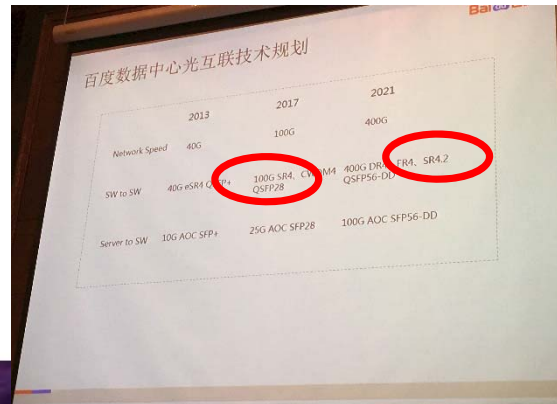 百度数据中心光互联技术规划
2013 2017 2021
Network Speed 40G 100G 400G
SW to SW 40G eSR4 QSFP+ 100G SR4、CWDM4 400G DR4、FR4、SR4.2
QSFP28 QSFP56-DD
Server to SW 10G AOC SFP+ 25G AOC SFP28 100G AOC SFP56-DD